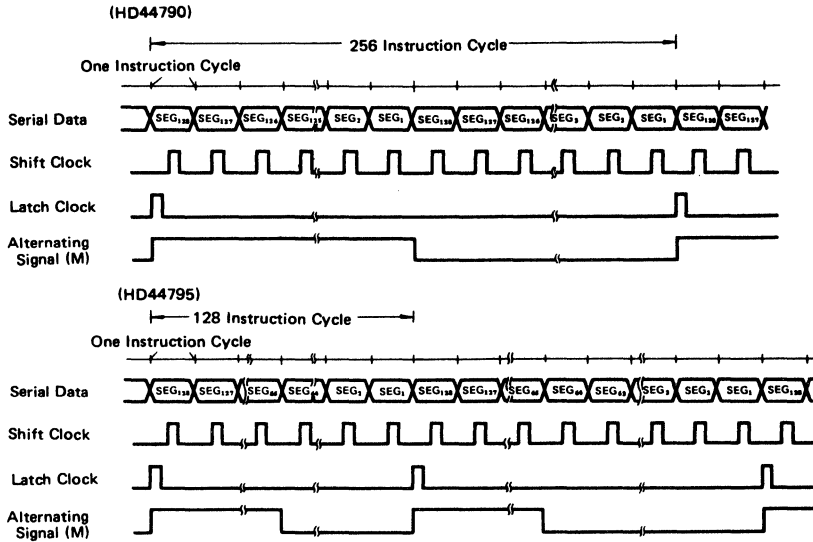 (HD44790)
256 Instruction Cycle
One Instruction Cycle
Serial Data SEG128 SEG127 SEG126 SEG125 SEG2 SEG1 SEG128 SEG127 SEG126 SEG3 SEG2 SEG1 SEG128 SEG127
Shift Clock
Latch Clock
Alternating
Signal (M)
(HD44795)
128 Instruction Cycle
One Instruction Cycle
Serial Data SEG128 SEG127 SEG2 SEG1 SEG128 SEG127 SEG65 SEG64 SEG63 SEG3 SEG2 SEG1 SEG128
Shift Clock
Latch Clock
Alternating
Signal (M)